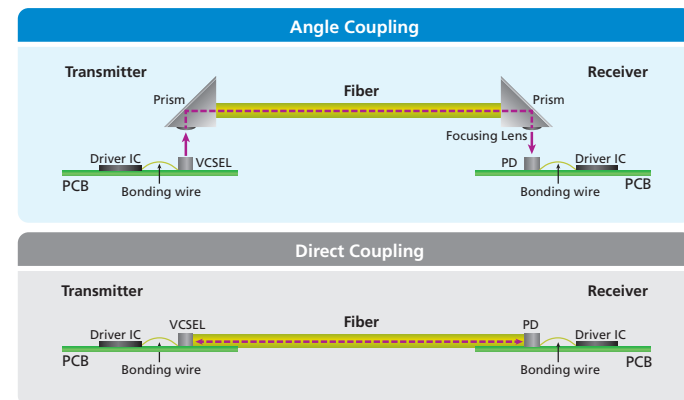 Angle Coupling
Transmitter
Receiver
Fiber
Prism
Prism
Focusing Lens
Driver IC
VCSEL
PD
Driver IC
PCB
Bonding wire
Bonding wire
PCB
Direct Coupling
Transmitter
Receiver
VCSEL
Fiber
PD
Driver IC
Driver IC
PCB
Bonding wire
Bonding wire
PCB